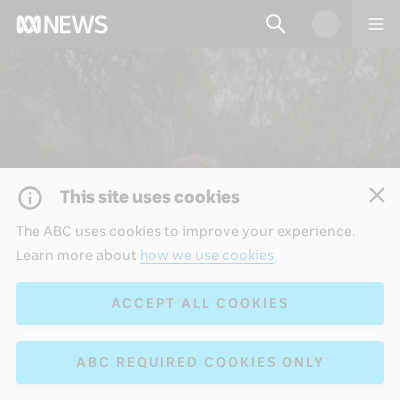 NEWS
This site uses cookies
The ABC uses cookies to improve your experience.
Learn more about how we use cookies
ACCEPT ALL COOKIES
ABC REQUIRED COOKIES ONLY